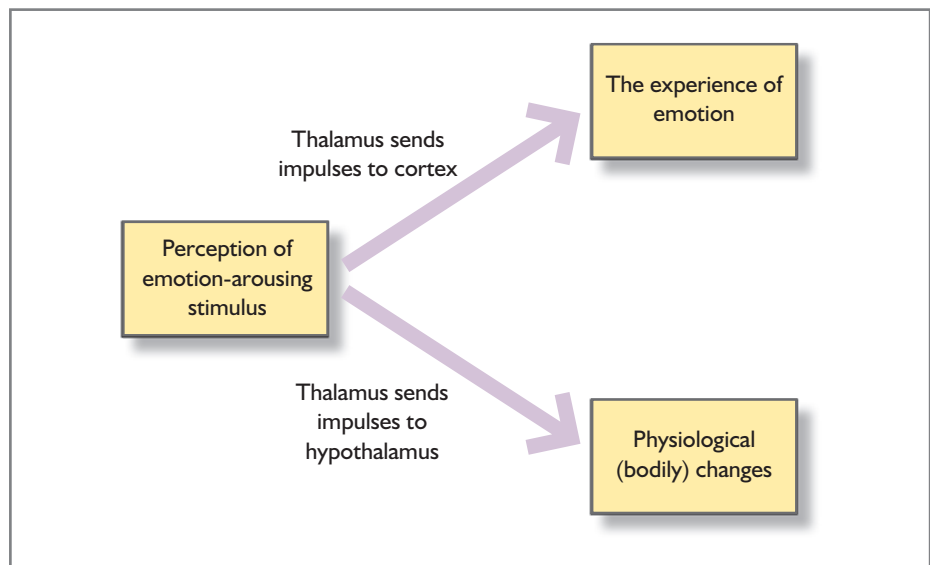 The experience of
emotion
Thalamus sends
impulses to cortex
Perception of
emotion-arousing
stimulus
Thalamus sends
impulses to
hypothalamus
Physiological
(bodily) changes